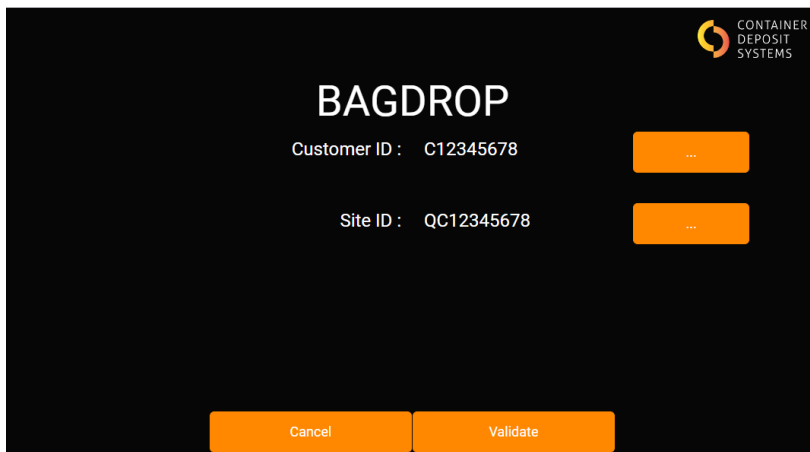 CONTAINER
DEPOSIT
SYSTEMS
BAGDROP
Customer ID : C12345678 ...
Site ID : QC12345678 ...
Cancel Validate